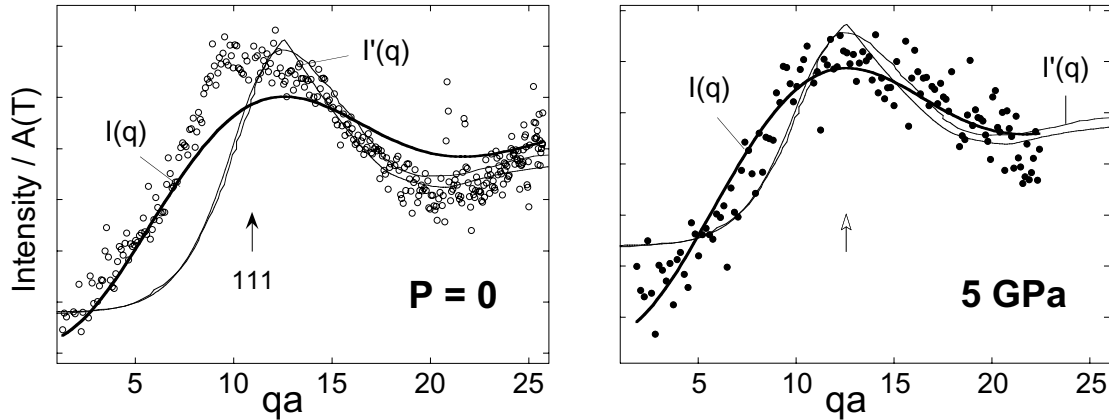 Intensity / A(T)
I(q)
I'(q)
111
P = 0
5 10 15 20 25
qa
I(q)
I'(q)
5 GPa
5 10 15 20 25
qa